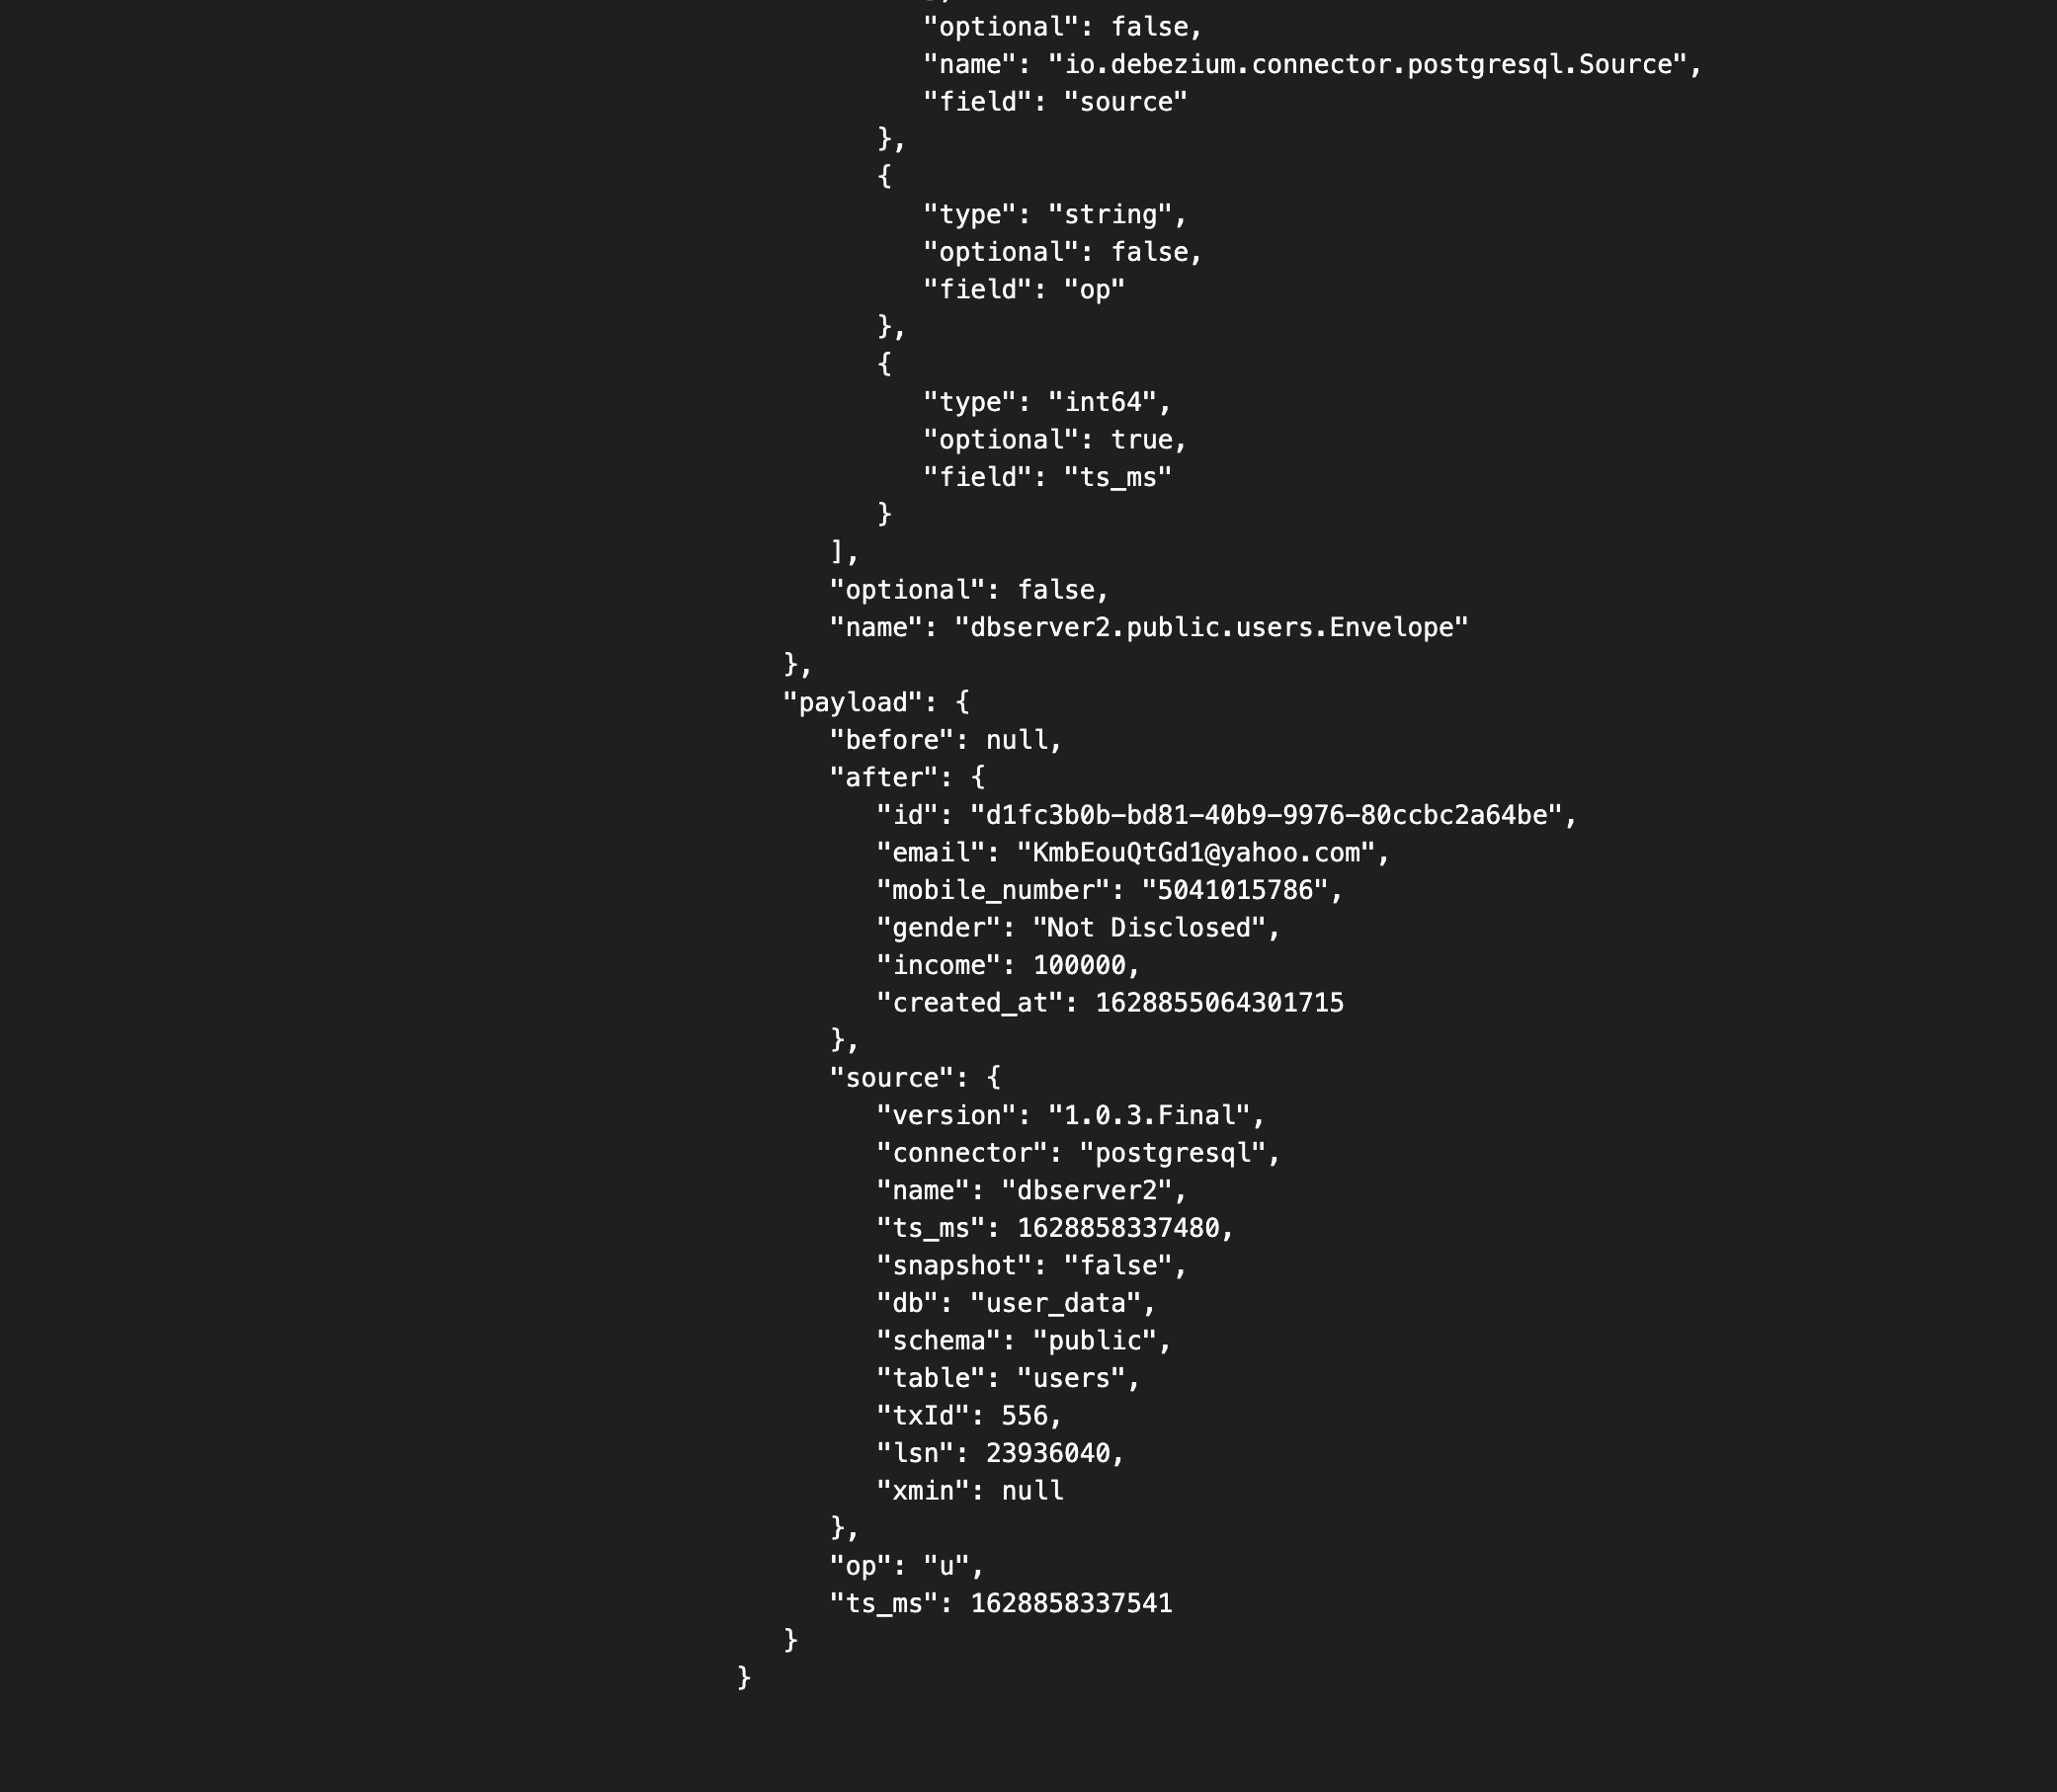 "optional": false,
"name": "io.debezium.connector.postgresql.Source",
"field": "source"
},
{
"type": "string",
"optional": false,
"field": "op"
},
{
"type": "int64",
"optional": true,
"field": "ts_ms"
}
],
"optional": false,
"name": "dbserver2.public.users.Envelope"
},
"payload": {
"before": null,
"after": {
"id": "d1fc3b0b-bd81-40b9-9976-80ccbc2a64be",
"email": "KmbEouQtGd1@yahoo.com",
"mobile_number": "5041015786",
"gender": "Not Disclosed",
"income": 100000,
"created_at": 1628855064301715
},
"source": {
"version": "1.0.3.Final",
"connector": "postgresql",
"name": "dbserver2",
"ts_ms": 1628858337480,
"snapshot": "false",
"db": "user_data",
"schema": "public",
"table": "users",
"txId": 556,
"lsn": 23936040,
"xmin": null
},
"op": "u",
"ts_ms": 1628858337541
}
}